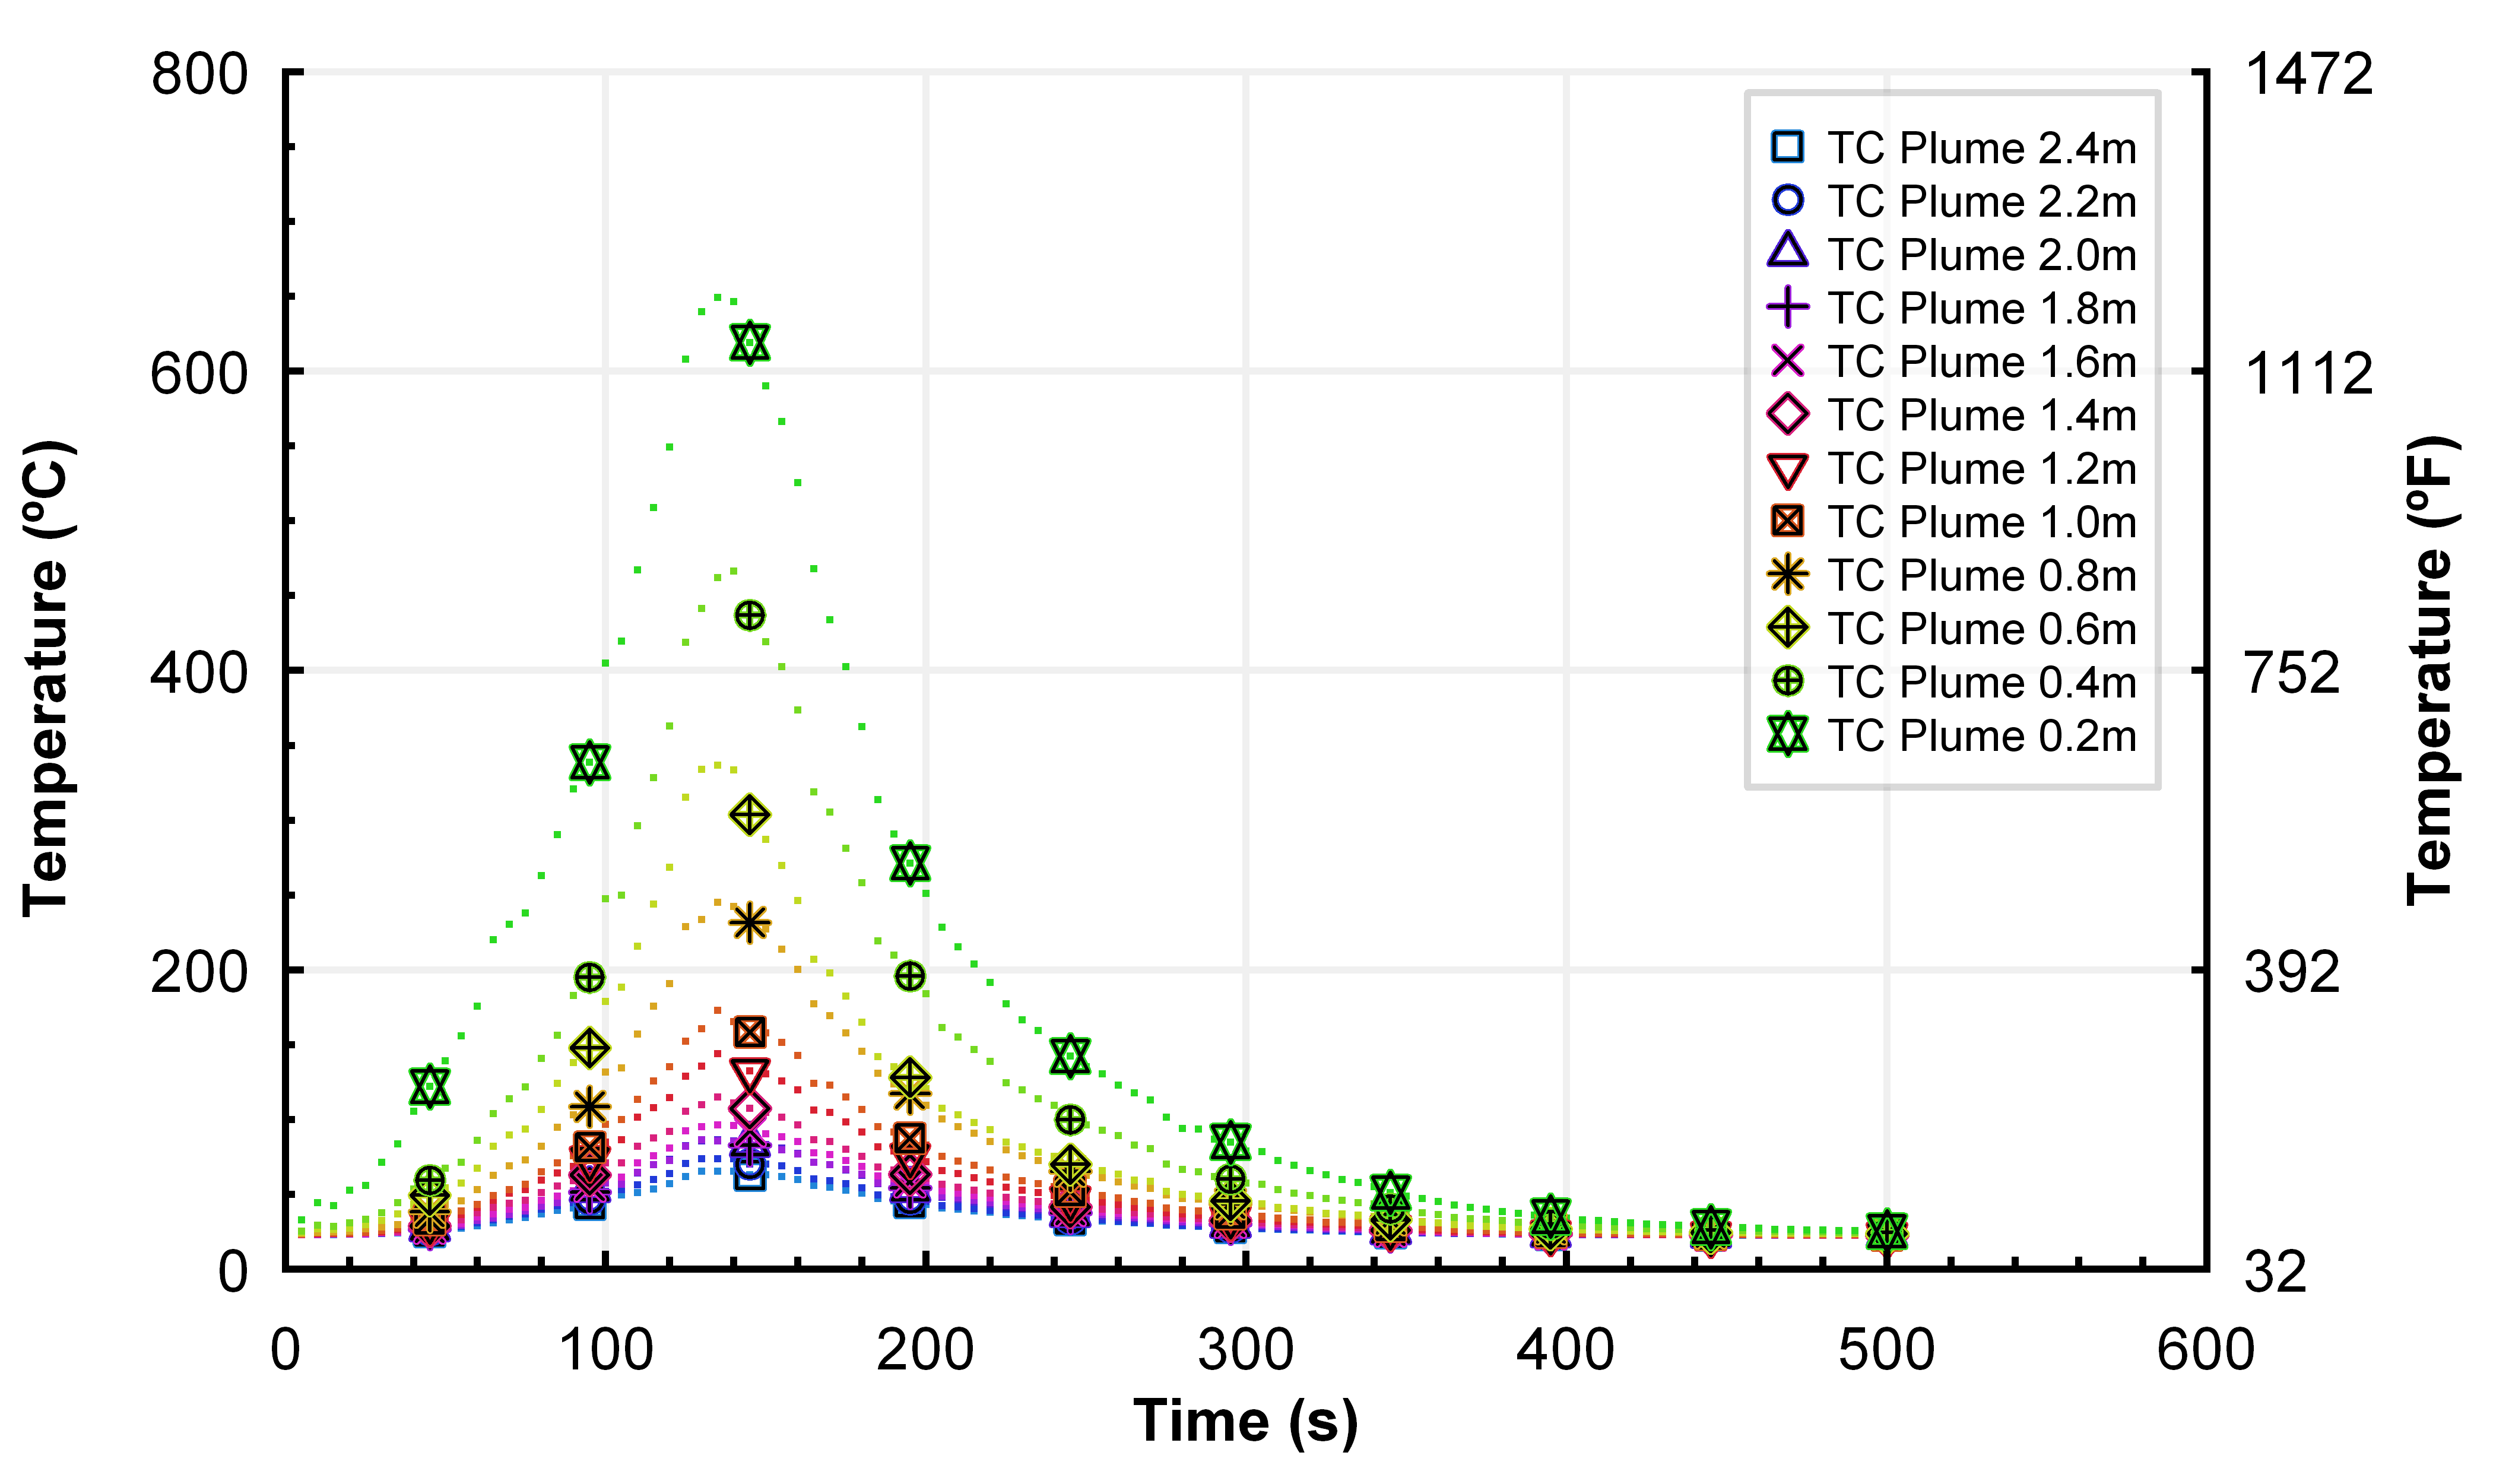 800
600
400
200
0
Temperature (ºC)
1472
1112
752
392
32
Temperature (ºF)
TC Plume 2.4m
TC Plume 2.2m
TC Plume 2.0m
TC Plume 1.8m
TC Plume 1.6m
TC Plume 1.4m
TC Plume 1.2m
TC Plume 1.0m
TC Plume 0.8m
TC Plume 0.6m
TC Plume 0.4m
TC Plume 0.2m
0 100 200 300 400 500 600
Time (s)